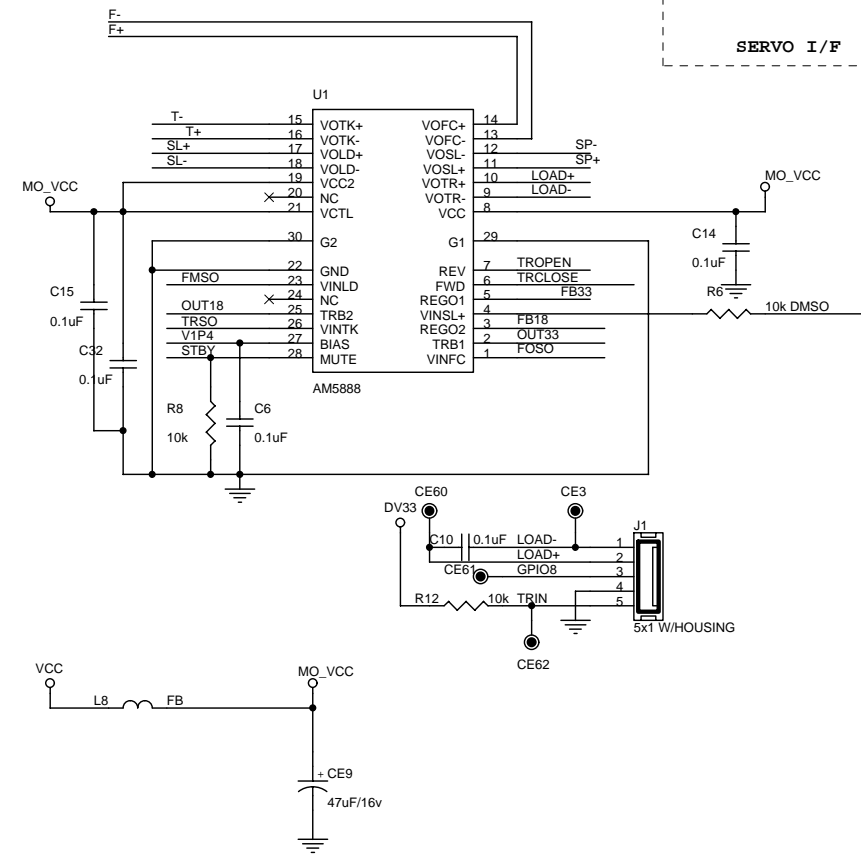 F-
F+
SERVO I/F
U1
T-
15
VOTK+
VOFC+
14
T+
16
VOTK-
VOFC-
13
SL+
17
VOLD+
VOSL-
12
SP-
SL-
18
VOLD-
VOSL+
11
SP+
19
VCC2
VOTR+
10
LOAD+
20
NC
VOTR-
9
LOAD-
MO_VCC
21
VCTL
VCC
8
MO_VCC
30
G2
G1
29
C14
0.1uF
22
GND
REV
7
TROPEN
FMSO
23
VINLD
FWD
6
TRCLOSE
24
NC
REGO1
5
FB33
R6
OUT18
25
TRB2
VINSL+
4
10k DMSO
TRSO
26
VINTK
REGO2
3
FB18
V1P4
27
BIAS
TRB1
2
OUT33
STBY
28
MUTE
VINFC
1
FOSO
C15
0.1uF
C32
0.1uF
AM5888
R8
10k
C6
0.1uF
CE60
CE3
DV33
J1
C10
0.1uF
LOAD-
1
LOAD+
2
CE61
GPIO8
3
4
R12
10k
TRIN
5
5x1 W/HOUSING
CE62
VCC
MO_VCC
L8
FB
+
CE9
47uF/16v